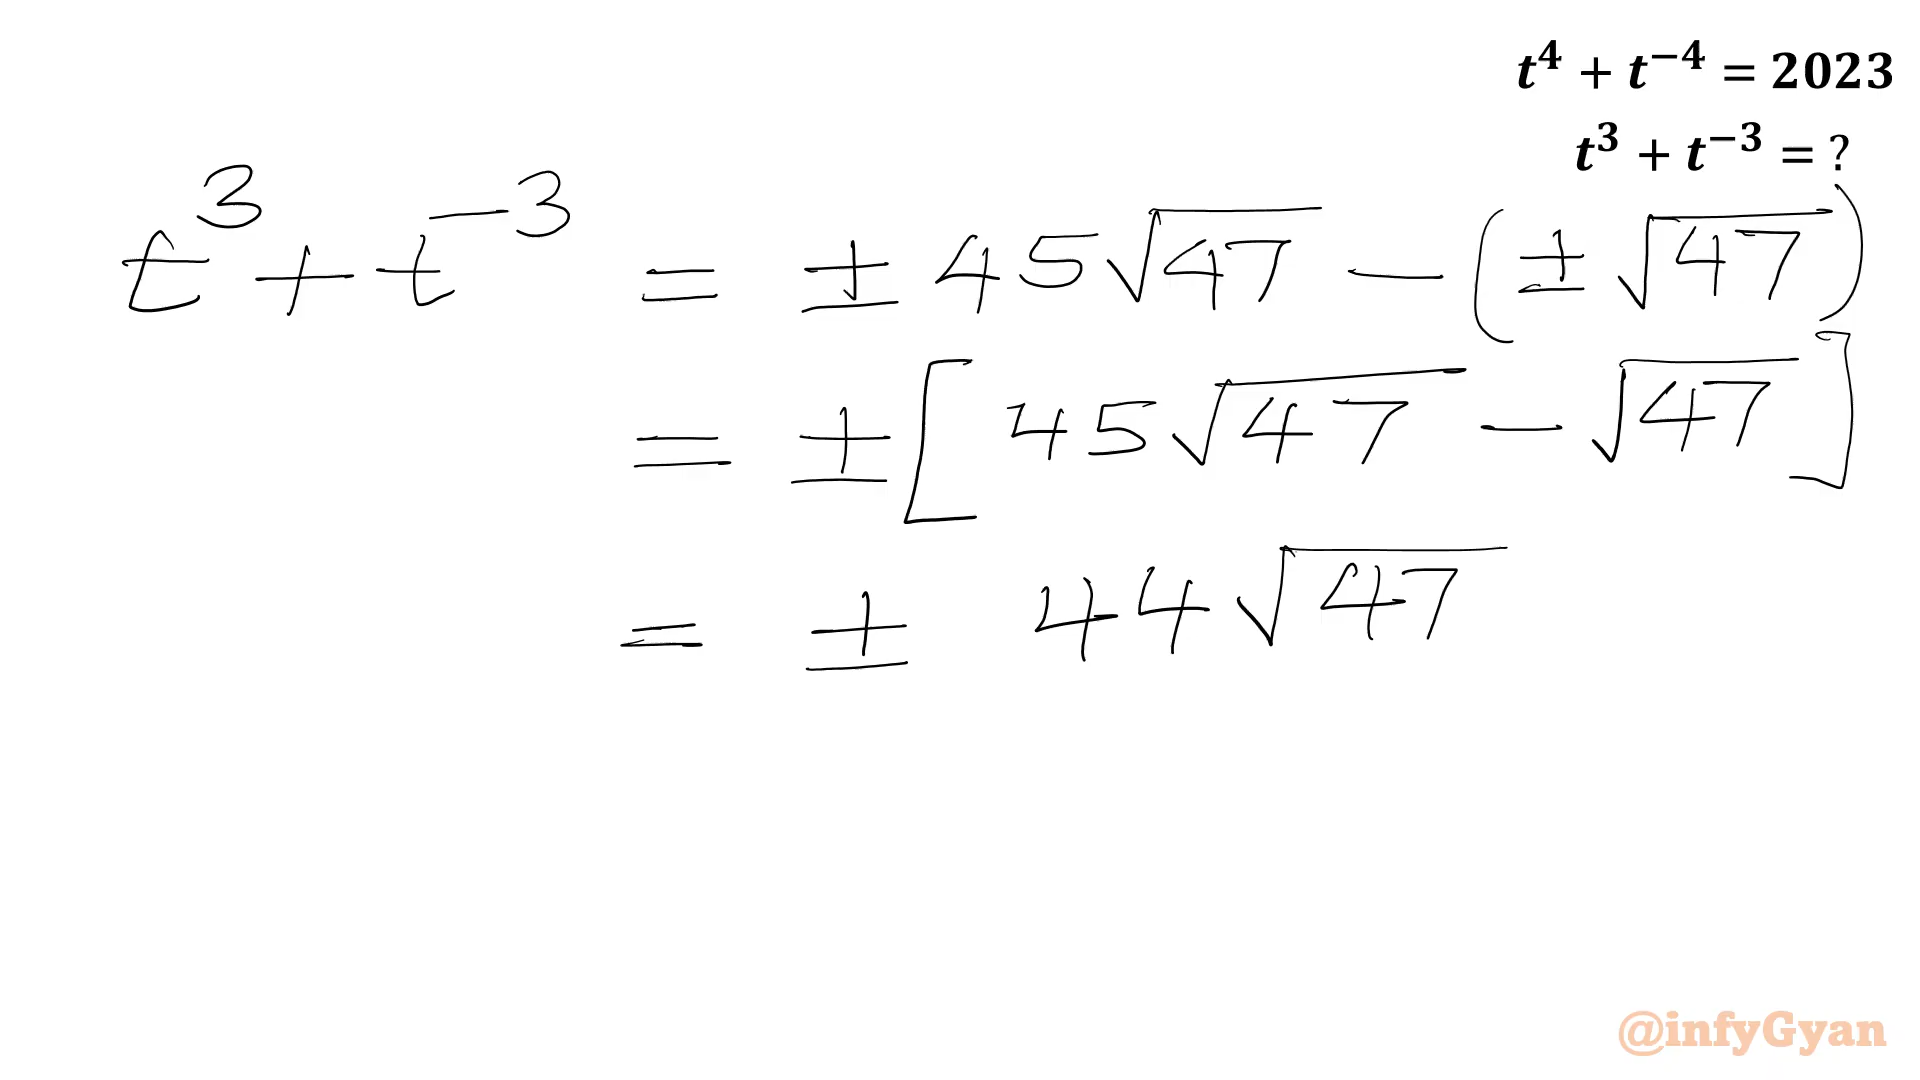 t⁴ + t⁻⁴ = 2023
t³ + t⁻³ = ?
t³ + t⁻³ = ± 45√47 − (± √47)
= ± [45√47 − √47]
= ± 44√47
@infyGyan